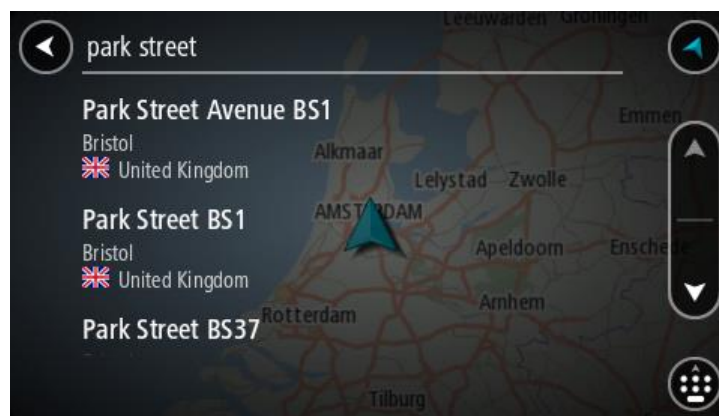 Leeuwarden Groningen
park street
Park Street Avenue BS1
Bristol
United Kingdom
Park Street BS1
Bristol
United Kingdom
Park Street BS37
Emmen
Alkmaar
Lelystad Zwolle
AMSTERDAM
Apeldoorn
Enschede
Arnhem
Rotterdam
Tilburg